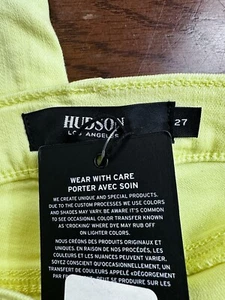 HUDSON
LOS ANGELES
27
WEAR WITH CARE
PORTER AVEC SOIN
WE CREATE UNIQUE AND SPECIAL PRODUCTS.
DUE TO THE CUSTOM PROCESSES WE USE COLORS
AND SHADES MAY VARY. BE AWARE IT'S COMMON
TO SEE OCCASIONAL COLOR TRANSFER KNOWN
AS 'CROCKING' WHERE DYE MAY RUB OFF
ON LIGHTER COLORS.
NOUS CRÉONS DES PRODUITS ORIGINAUX
ET UNIQUES. EN RAISON DE NOS PROCÉDÉS, LES
COULEURS ET LES NUANCES PEUVENT VARIER.
SOYEZ CONSCIENT QU'OCCASIONNELLEMENT, UN
TRANSFERT DE COULEURS APPELÉ «DÉGORGEMENT